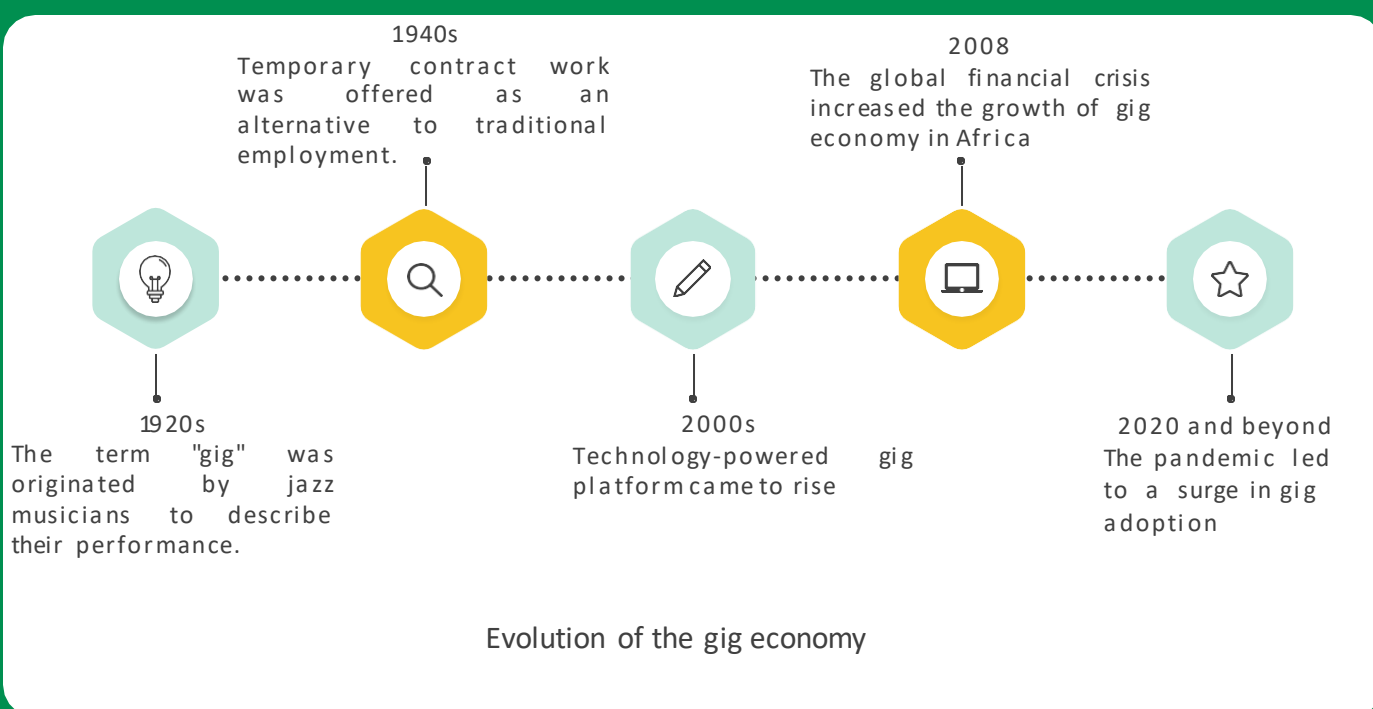 1940s
Temporary contract work
was offered as an
alternative to traditional
employment.
2008
The global financial crisis
increased the growth of gig
economy in Africa
1920s
The term "gig" was
originated by jazz
musicians to describe
their performance.
2000s
Technology-powered gig
platform came to rise
2020 and beyond
The pandemic led
to a surge in gig
adoption
Evolution of the gig economy